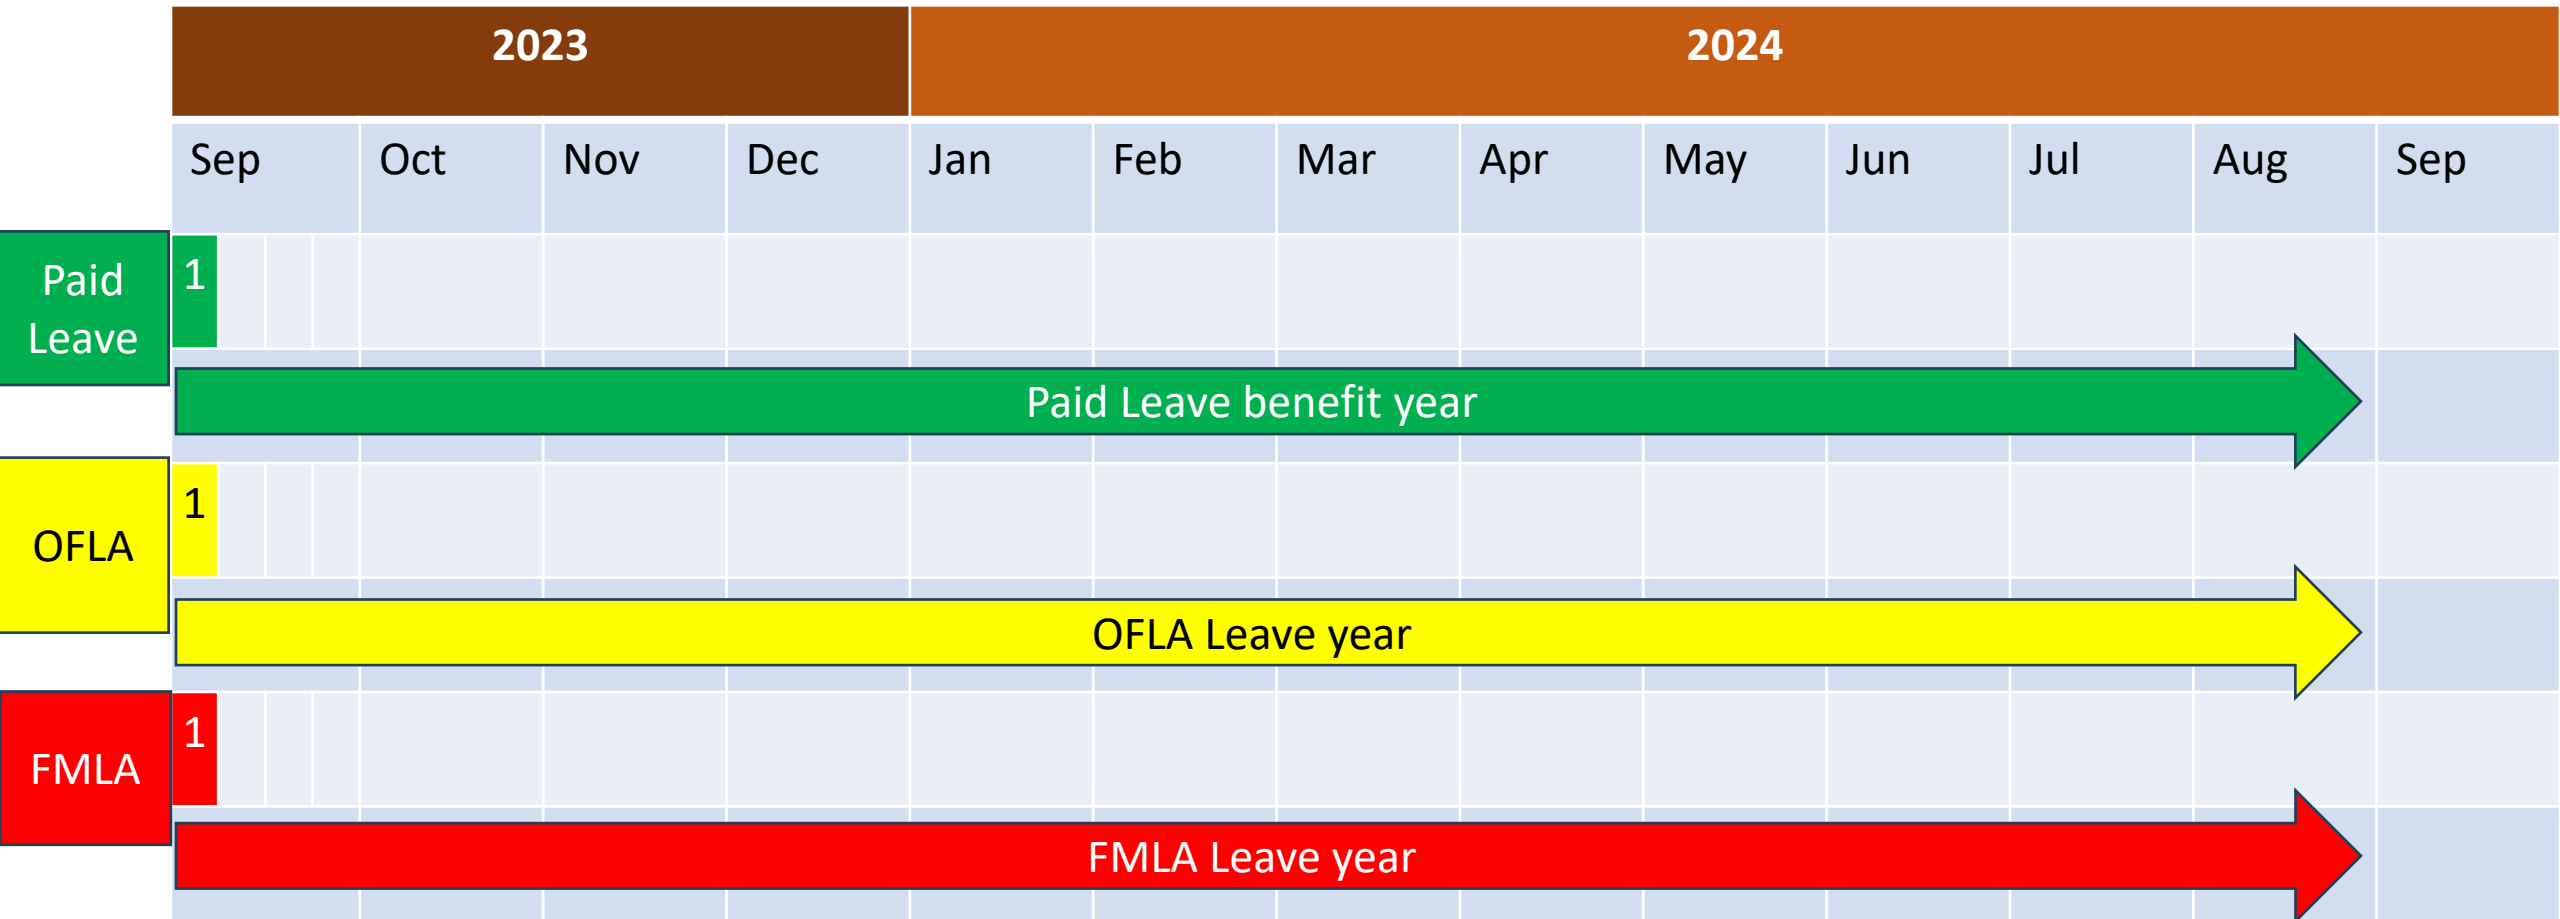 2023 2024
Sep Oct Nov Dec Jan Feb Mar Apr May Jun Jul Aug Sep
Paid
Leave
1
Paid Leave benefit year
OFLA
1
OFLA Leave year
FMLA
1
FMLA Leave year